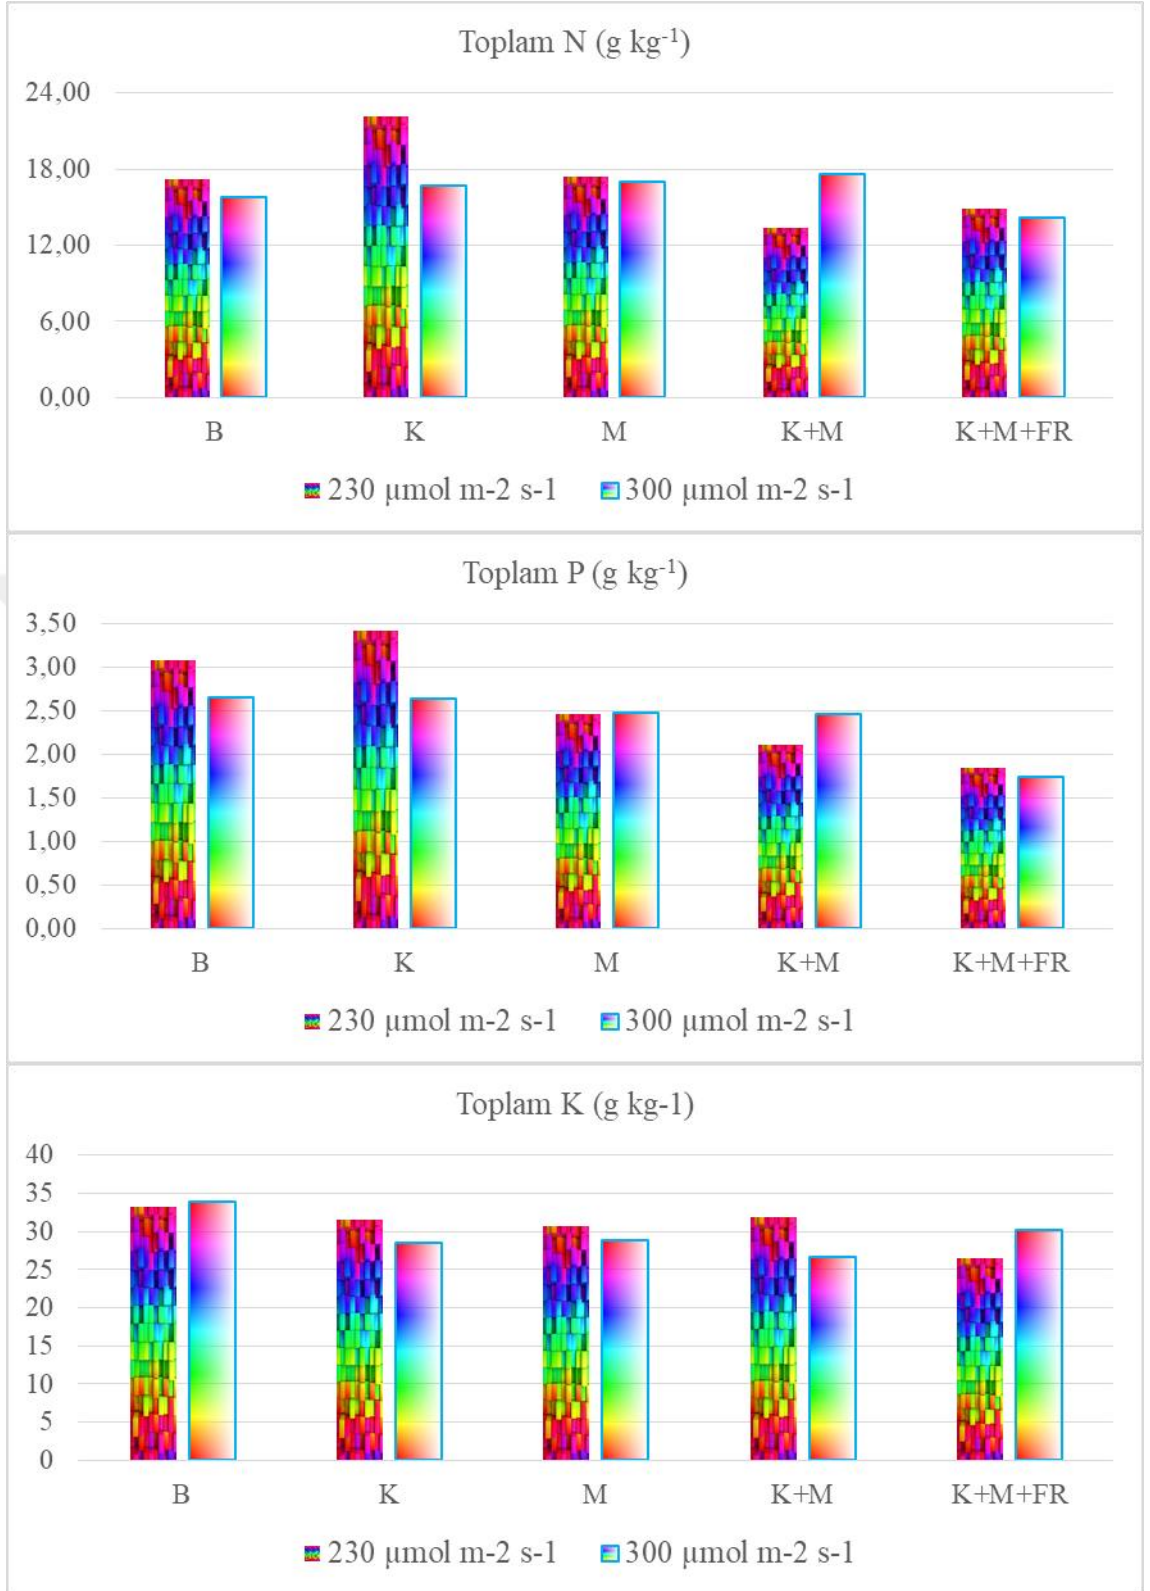 Toplam N (g kg⁻¹)
24,00
18,00
12,00
6,00
0,00
B K M K+M K+M+FR
230 µmol m-2 s-1 300 µmol m-2 s-1
Toplam P (g kg⁻¹)
3,50
3,00
2,50
2,00
1,50
1,00
0,50
0,00
B K M K+M K+M+FR
230 µmol m-2 s-1 300 µmol m-2 s-1
Toplam K (g kg-1)
40
35
30
25
20
15
10
5
0
B K M K+M K+M+FR
230 µmol m-2 s-1 300 µmol m-2 s-1